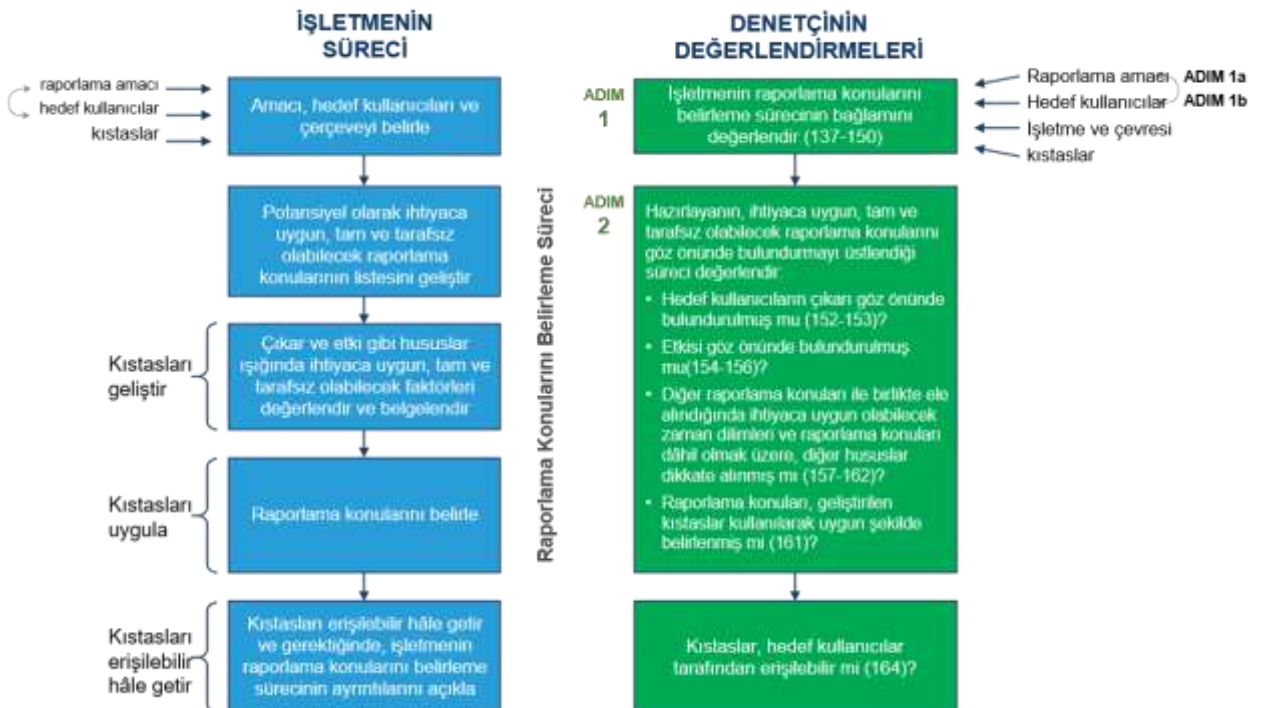 İŞLETMENİN
SÜRECİ
raporlama amacı
hedef kullanıcılar
kıstaslar
Amacı, hedef kullanıcıları ve
çerçeveyi belirle
Potansiyel olarak ihtiyaca
uygun, tam ve tarafsız
olabilecek raporlama
konularının listesini geliştir
Kıstasları
geliştir
Çıkar ve etki gibi hususlar
ışığında ihtiyaca uygun, tam ve
tarafsız olabilecek faktörleri
değerlendir ve belgelendir
Kıstasları
uygula
Raporlama konularını belirle
Kıstasları
erişilebilir
hâle getir
Kıstasları erişilebilir hâle getir
ve gerektiğinde, işletmenin
raporlama konularını belirleme
sürecinin ayrıntılarını açıkla
Raporlama Konularını Belirleme Süreci
DENETÇİNİN
DEĞERLENDİRMELERİ
ADIM
1
İşletmenin raporlama konularını
belirleme sürecinin bağlamını
değerlendir (137-150)
Raporlama amacı ADIM 1a
Hedef kullanıcılar ADIM 1b
İşletme ve çevresi
kıstaslar
ADIM
2
Hazırlayanın, ihtiyaca uygun, tam ve
tarafsız olabilecek raporlama konularını
göz önünde bulundurmayı üstlendiği
süreci değerlendir
• Hedef kullanıcıların çıkarı göz önünde
bulundurulmuş mu (152-153)?
• Etkisi göz önünde bulundurulmuş
mu(154-156)?
• Diğer raporlama konuları ile birlikte ele
alındığında ihtiyaca uygun olabilecek
zaman dilimleri ve raporlama konuları
dâhil olmak üzere, diğer hususlar
dikkate alınmış mı (157-162)?
• Raporlama konuları, geliştirilen
kıstaslar kullanılarak uygun şekilde
belirlenmiş mi (161)?
Kıstaslar, hedef kullanıcılar
tarafından erişilebilir mi (164)?